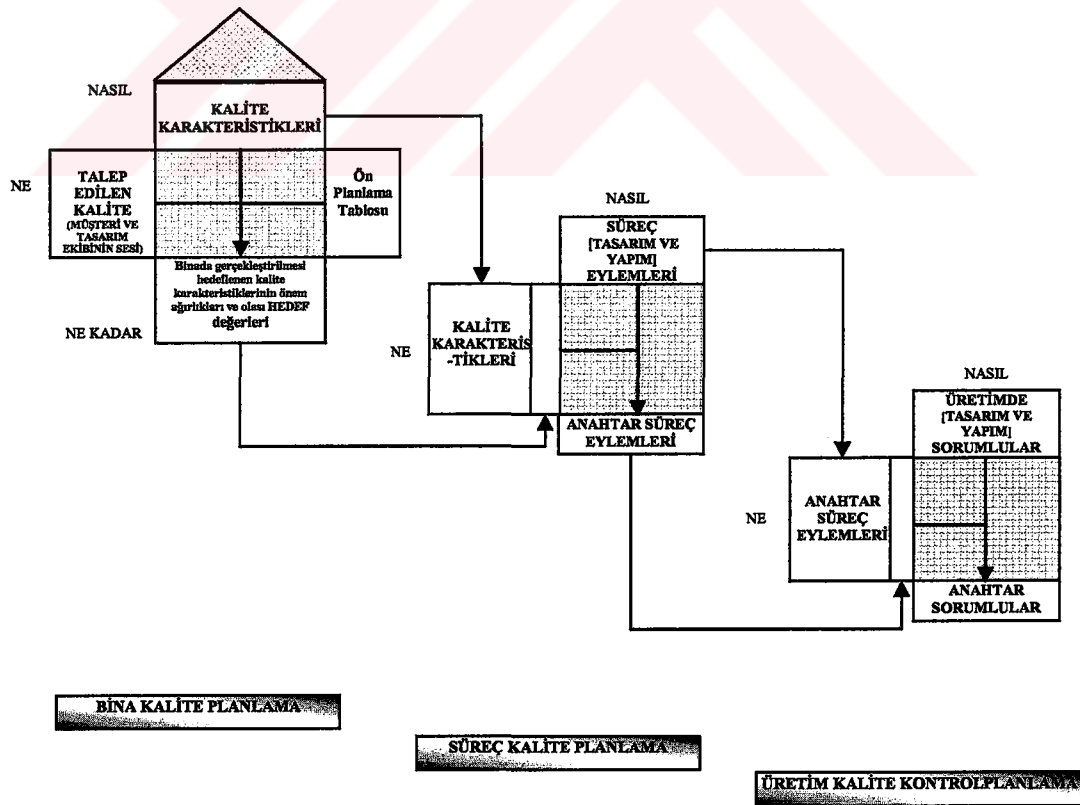 NASIL
KALİTE
KARAKTERİSTİKLERİ
NE
TALEP
EDİLEN
KALİTE
(MÜŞTERİ VE
TASARIM
EKİBİNİN SESİ)
Ön
Planlama
Tablosu
Binada gerçekleştirilmesi
hedeflenen kalite
karakteristiklerinin önem
ağırlıkları ve olası HEDEF
değerleri
NE KADAR
NASIL
SÜREÇ
[TASARIM VE
YAPIM]
EYLEMLERİ
NE
KALİTE
KARAKTERİS
-TİKLERİ
ANAHTAR SÜREÇ
EYLEMLERİ
NASIL
ÜRETİMDE
[TASARIM VE
YAPIM]
SORUMLULAR
NE
ANAHTAR
SÜREÇ
EYLEMLERİ
ANAHTAR
SORUMLULAR
BİNA KALİTE PLANLAMA
SÜREÇ KALİTE PLANLAMA
ÜRETİM KALİTE KONTROLPLANLAMA